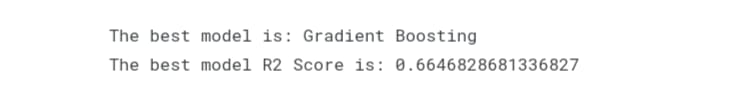 The best model is: Gradient Boosting
The best model R2 Score is: 0.6646828681336827